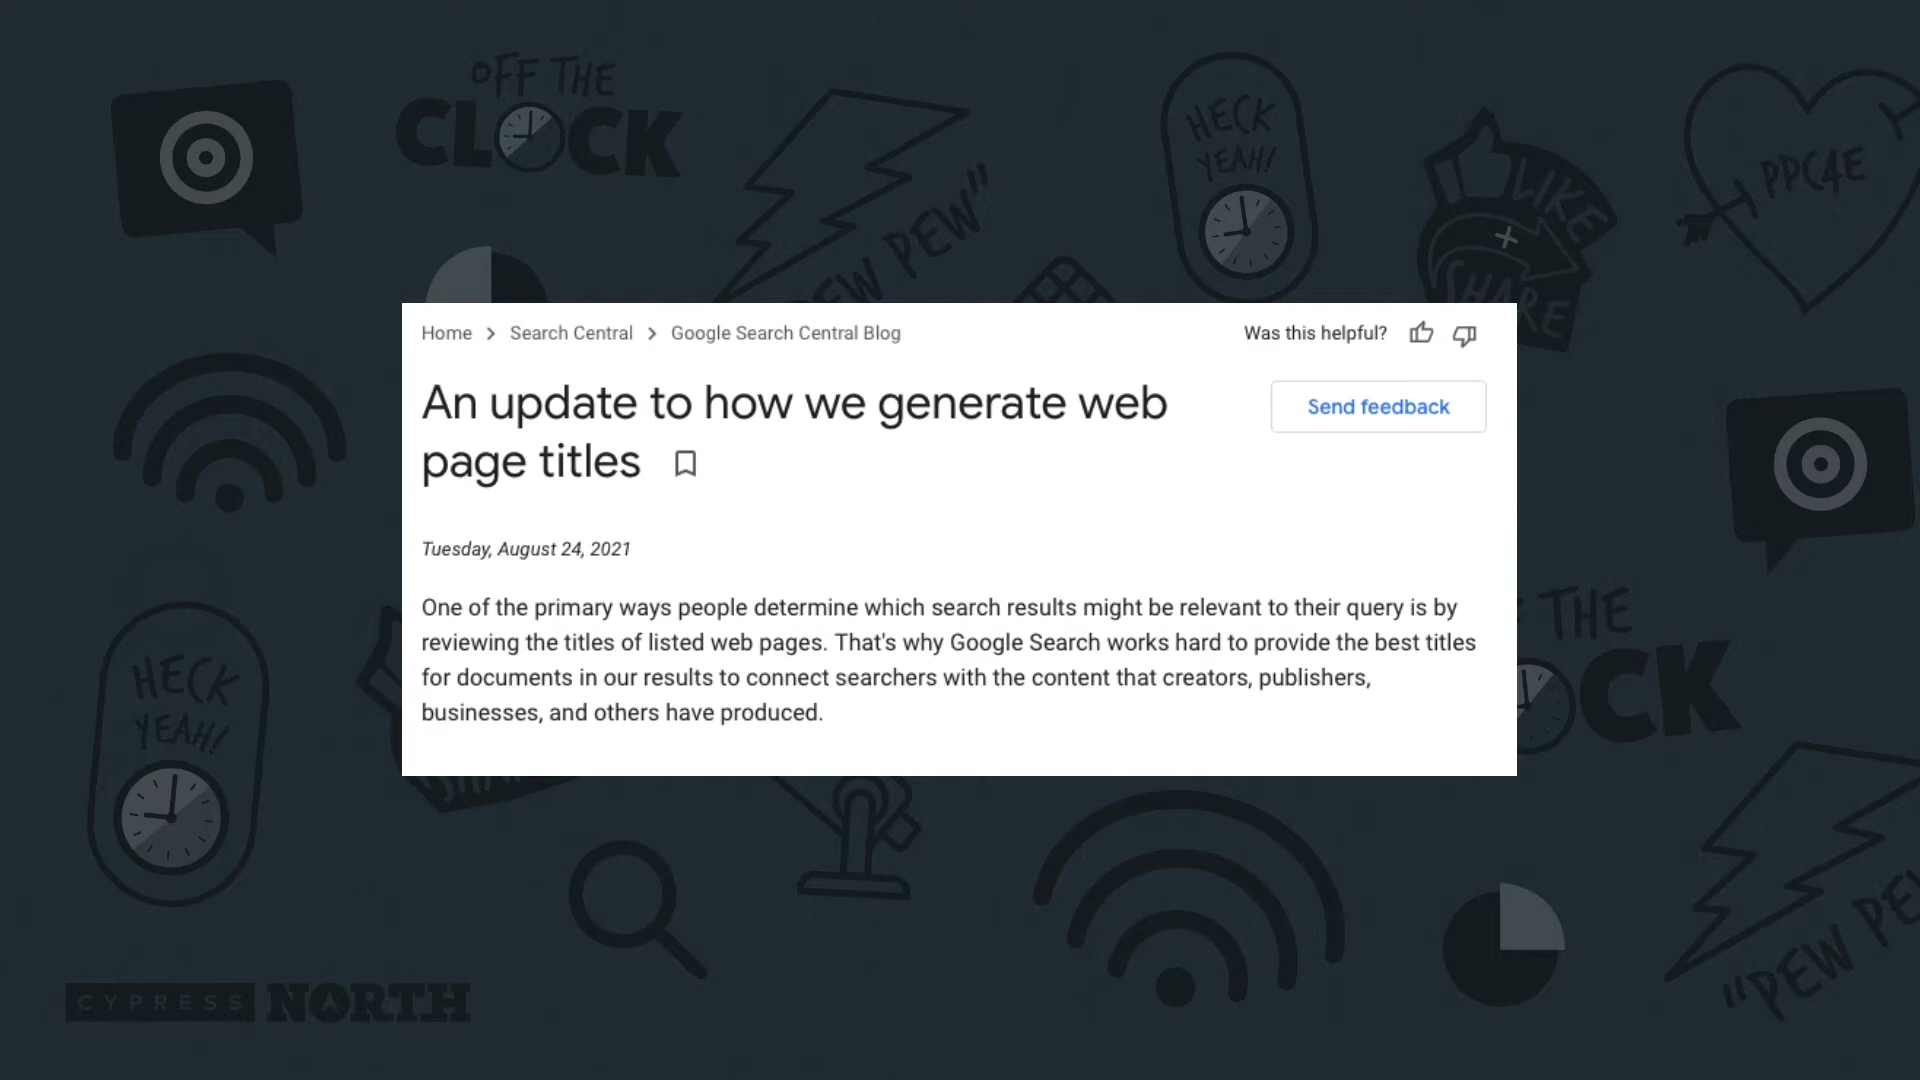 OFF THE
CLOCK
HECK
YEAH!
LIKE
SHARE
PPC4E
"PEW PEW"
Home > Search Central > Google Search Central Blog
Was this helpful?
An update to how we generate web
page titles
Send feedback
Tuesday, August 24, 2021
One of the primary ways people determine which search results might be relevant to their query is by
reviewing the titles of listed web pages. That's why Google Search works hard to provide the best titles
for documents in our results to connect searchers with the content that creators, publishers,
businesses, and others have produced.
THE
CK
HECK
YEAH!
"PEW PE
CYPRESS NORTH